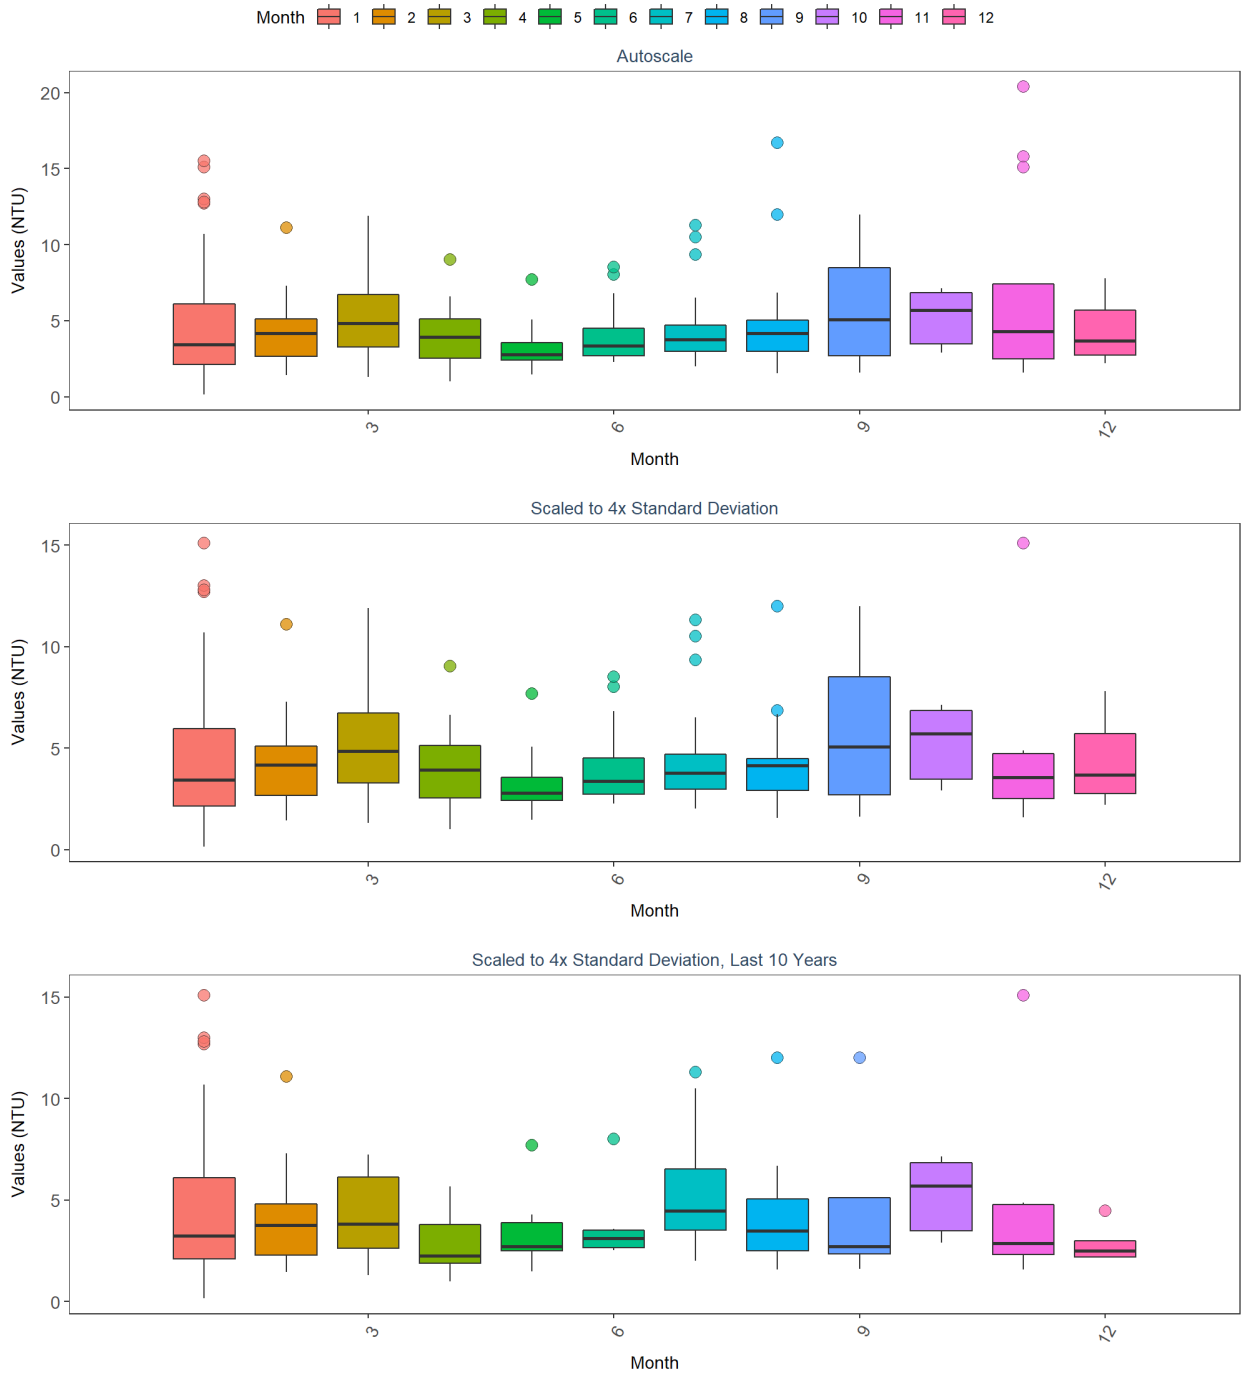 Month 1 2 3 4 5 6 7 8 9 10 11 12
Autoscale
Values (NTU)
20
15
10
5
0
3 6 9 12
Month
Scaled to 4x Standard Deviation
Values (NTU)
15
10
5
0
3 6 9 12
Month
Scaled to 4x Standard Deviation, Last 10 Years
Values (NTU)
15
10
5
0
3 6 9 12
Month